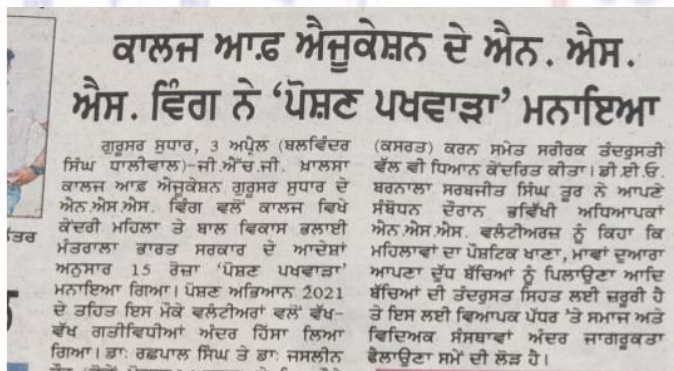 ਕਾਲਜ ਆਫ਼ ਐਜੂਕੇਸ਼ਨ ਦੇ ਐਨ. ਐਸ.
ਐਸ. ਵਿੰਗ ਨੇ ‘ਪੋਸ਼ਣ ਪਖਵਾੜਾ’ ਮਨਾਇਆ
ਗੁਰੂਸਰ ਸੁਧਾਰ, 3 ਅਪ੍ਰੈਲ (ਬਲਵਿੰਦਰ
ਸਿੰਘ ਧਾਲੀਵਾਲ)-ਜੀ.ਐੱਚ.ਜੀ. ਖ਼ਾਲਸਾ
ਕਾਲਜ ਆਫ਼ ਐਜੂਕੇਸ਼ਨ ਗੁਰੂਸਰ ਸੁਧਾਰ ਦੇ
ਐਨ.ਐਸ.ਐਸ. ਵਿੰਗ ਵਲੋਂ ਕਾਲਜ ਵਿਖੇ
ਕੇਂਦਰੀ ਮਹਿਲਾ ਤੇ ਬਾਲ ਵਿਕਾਸ ਭਲਾਈ
ਮੰਤਰਾਲਾ ਭਾਰਤ ਸਰਕਾਰ ਦੇ ਆਦੇਸ਼ਾਂ
ਅਨੁਸਾਰ 15 ਰੋਜ਼ਾ ‘ਪੋਸ਼ਣ ਪਖਵਾੜਾ’
ਮਨਾਇਆ ਗਿਆ। ਪੋਸ਼ਣ ਅਭਿਆਨ 2021
ਦੇ ਤਹਿਤ ਇਸ ਮੌਕੇ ਵਲੰਟੀਅਰਾਂ ਵਲੋਂ ਵੱਖ-
ਵੱਖ ਗਤੀਵਿਧੀਆਂ ਅੰਦਰ ਹਿੱਸਾ ਲਿਆ
ਗਿਆ। ਡਾ: ਰਛਪਾਲ ਸਿੰਘ ਤੇ ਡਾ: ਜਸਲੀਨ
(ਕਸਰਤ) ਕਰਨ ਸਮੇਤ ਸਰੀਰਕ ਤੰਦਰੁਸਤੀ
ਵੱਲ ਵੀ ਧਿਆਨ ਕੇਂਦਰਿਤ ਕੀਤਾ। ਡੀ.ਈ.ਓ.
ਬਰਨਾਲਾ ਸਰਬਜੀਤ ਸਿੰਘ ਤੂਰ ਨੇ ਆਪਣੇ
ਸੰਬੋਧਨ ਦੌਰਾਨ ਭਵਿੱਖੀ ਅਧਿਆਪਕਾਂ
ਐਨ.ਐਸ.ਐਸ. ਵਲੰਟੀਅਰਜ਼ ਨੂੰ ਕਿਹਾ ਕਿ
ਮਹਿਲਾਵਾਂ ਦਾ ਪੌਸ਼ਟਿਕ ਖਾਣਾ, ਮਾਵਾਂ ਦੁਆਰਾ
ਆਪਣਾ ਦੁੱਧ ਬੱਚਿਆਂ ਨੂੰ ਪਿਲਾਉਣਾ ਆਦਿ
ਬੱਚਿਆਂ ਦੀ ਤੰਦਰੁਸਤ ਸਿਹਤ ਲਈ ਜ਼ਰੂਰੀ ਹੈ
ਤੇ ਇਸ ਲਈ ਵਿਆਪਕ ਪੱਧਰ ’ਤੇ ਸਮਾਜ ਅਤੇ
ਵਿਦਿਅਕ ਸੰਸਥਾਵਾਂ ਅੰਦਰ ਜਾਗਰੂਕਤਾ
ਫੈਲਾਉਣਾ ਸਮੇਂ ਦੀ ਲੋੜ ਹੈ।